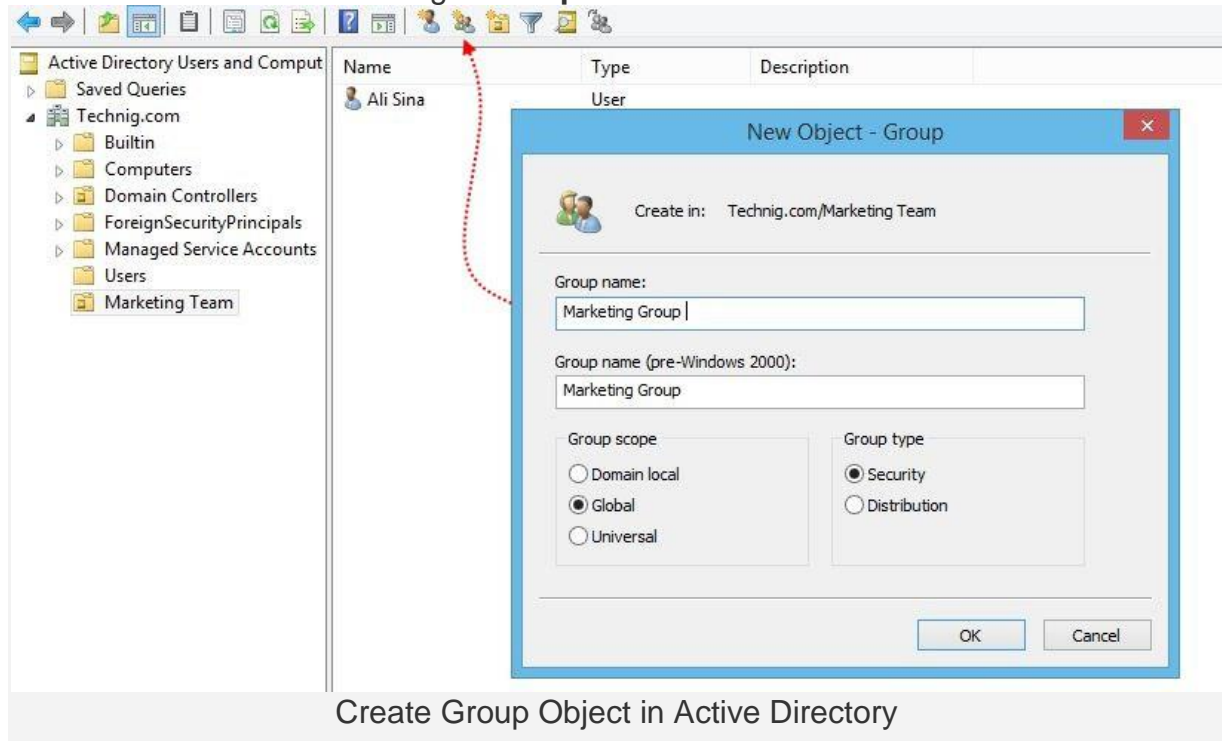 Active Directory Users and Comput
Saved Queries
Technig.com
Builtin
Computers
Domain Controllers
ForeignSecurityPrincipals
Managed Service Accounts
Users
Marketing Team
Name Type Description
Ali Sina User
New Object - Group
Create in: Technig.com/Marketing Team
Group name:
Marketing Group
Group name (pre-Windows 2000):
Marketing Group
Group scope
Domain local
Global
Universal
Group type
Security
Distribution
OK Cancel
Create Group Object in Active Directory